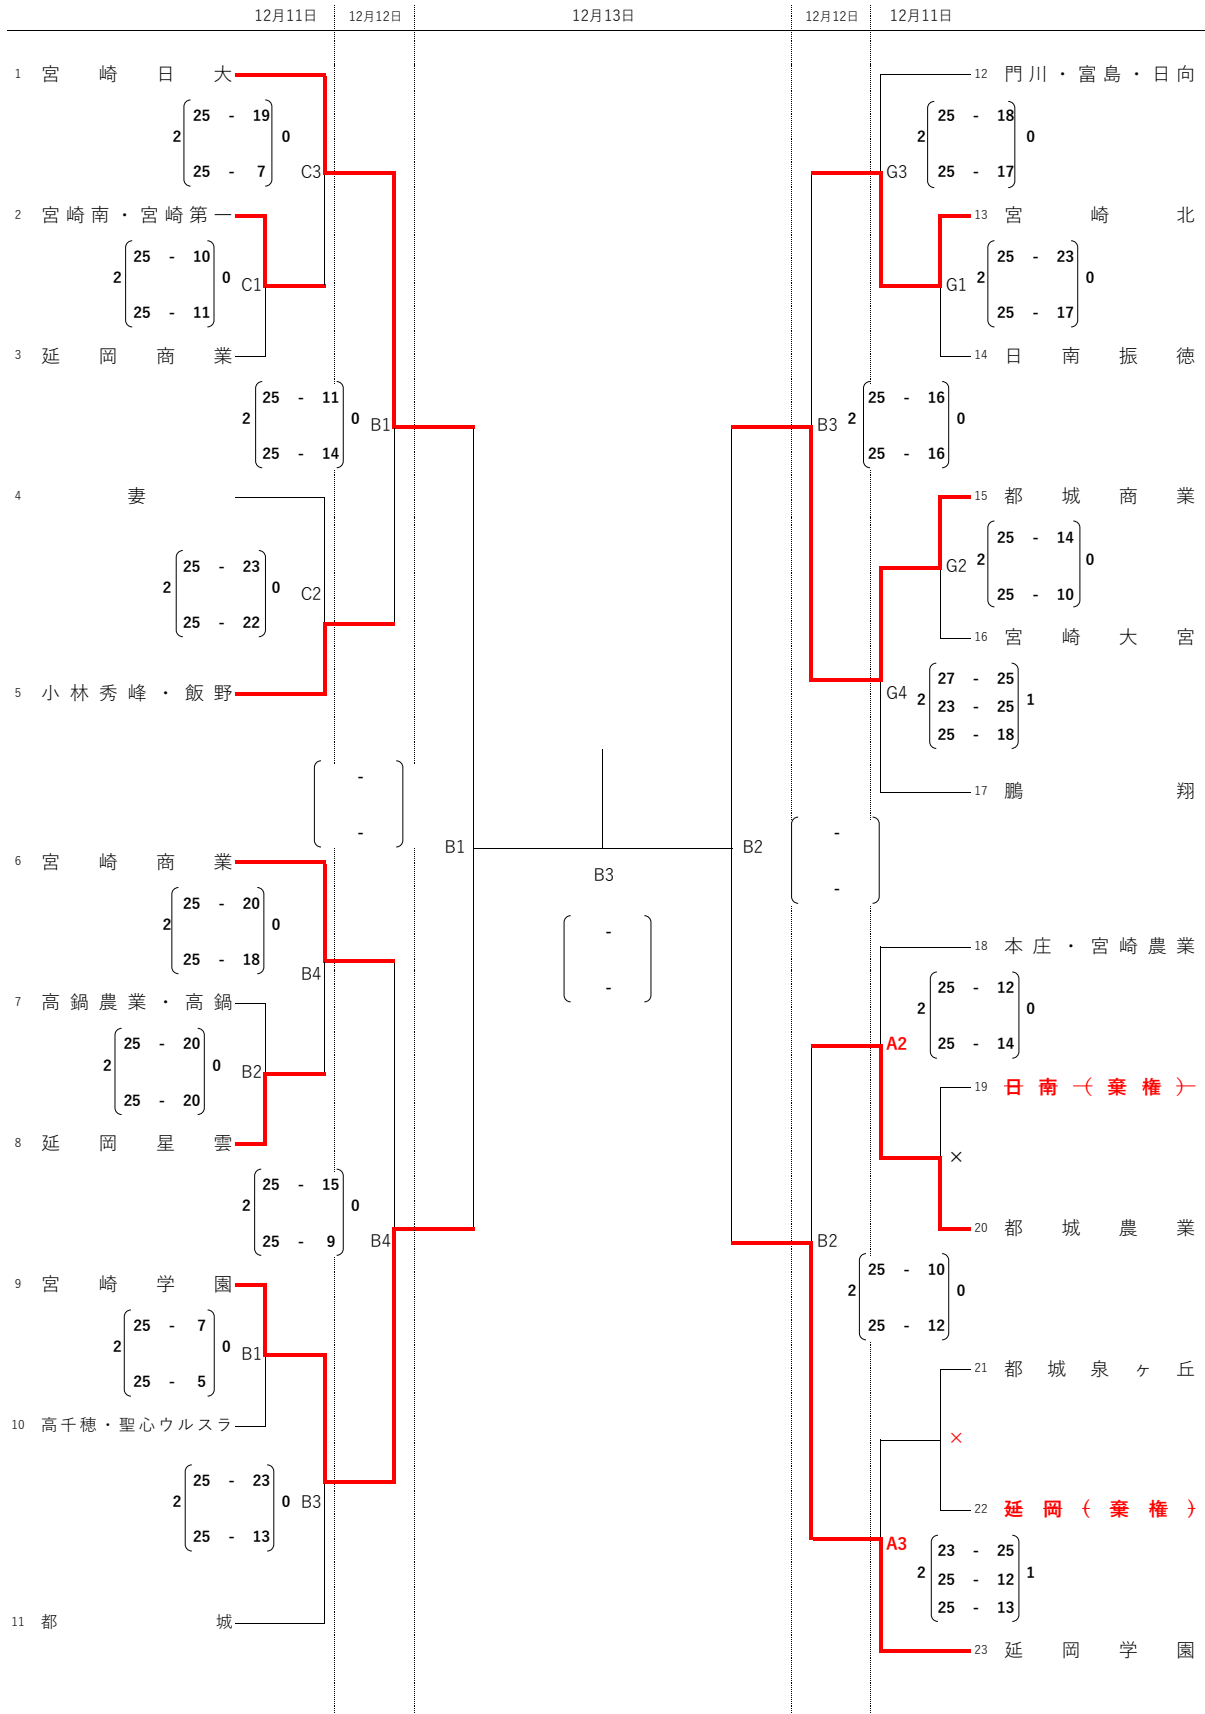 12月11日 12月12日 12月13日 12月12日 12月11日
1 宮崎日大
2 25 - 19 0
25 - 7
C3
2 宮崎南・宮崎第一
2 25 - 10 0
25 - 11
C1
3 延岡商業
2 25 - 11 0
25 - 14
B1
4 妻
2 25 - 23 0
25 - 22
C2
5 小林秀峰・飯野
-
-
B1
6 宮崎商業
2 25 - 20 0
25 - 18
B4
7 高鍋農業・高鍋
2 25 - 20 0
25 - 20
B2
8 延岡星雲
2 25 - 15 0
25 - 9
B4
9 宮崎学園
2 25 - 7 0
25 - 5
B1
10 高千穂・聖心ウルスラ
2 25 - 23 0
25 - 13
B3
11 都城
B3
-
-
12 門川・富島・日向
2 25 - 18 0
25 - 17
G3
13 宮崎北
G1
2 25 - 23 0
25 - 17
14 日南振徳
B3
2 25 - 16 0
25 - 16
15 都城商業
G2
2 25 - 14 0
25 - 10
16 宮崎大宮
G4
27 - 25
2 23 - 25 1
25 - 18
17 鵬翔
B2
-
-
18 本庄・宮崎農業
2 25 - 12 0
25 - 14
A2
19 日南(棄権)
×
20 都城農業
B2
2 25 - 10 0
25 - 12
21 都城泉ヶ丘
×
22 延岡(棄権)
A3
23 - 25
2 25 - 12 1
25 - 13
23 延岡学園